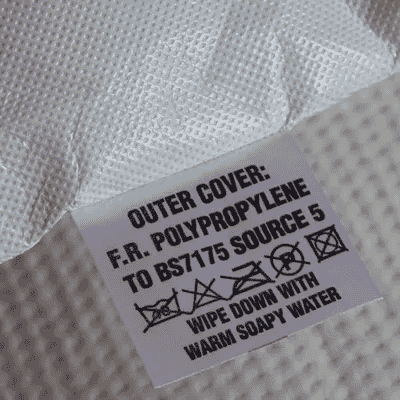 OUTER COVER:
F.R. POLYPROPYLENE
TO BS7175 SOURCE 5
WIPE DOWN WITH
WARM SOAPY WATER